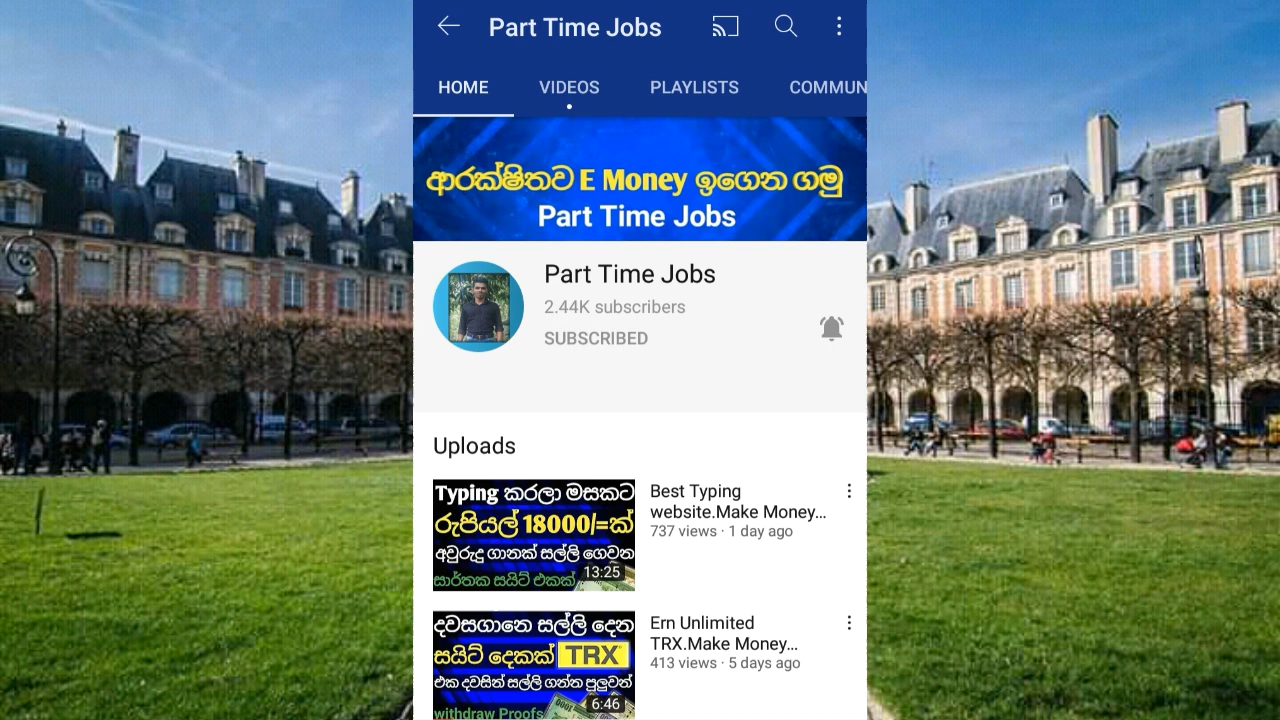 Part Time Jobs
HOME VIDEOS PLAYLISTS COMMUN
ආරක්ෂිතව E Money ඉගෙන ගමු
Part Time Jobs
Part Time Jobs
2.44K subscribers
SUBSCRIBED
Uploads
Typing කරලා මසකට
රුපියල් 18000/=ක්
අවුරුදු ගානක් සල්ලි ගෙවන
සාර්තක සයිට් එකක්
13:25
Best Typing
website.Make Money...
737 views · 1 day ago
දවසගානෙ සල්ලි දෙන
සයිට් දෙකක් TRX
එක දවසින් සල්ලි ගන්න පුලුවන්
withdraw Proofs
6:46
Ern Unlimited
TRX.Make Money...
413 views · 5 days ago